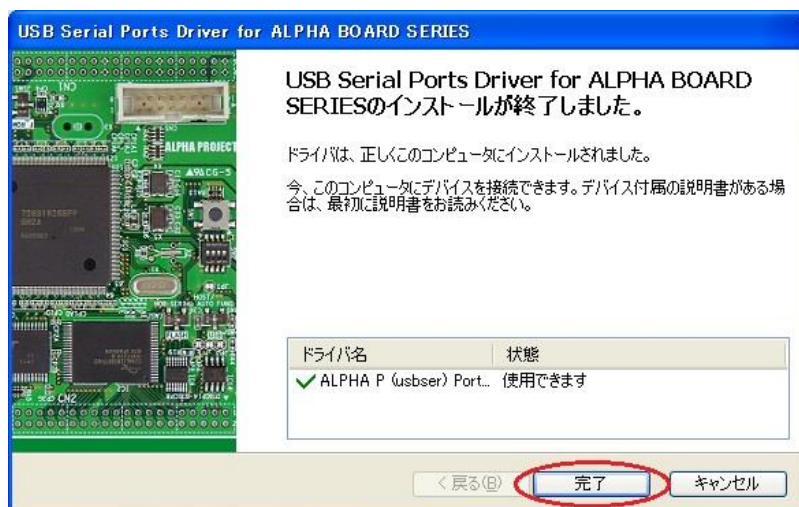 USB Serial Ports Driver for ALPHA BOARD SERIES
CN1
ALPHA PROJECT
USB Serial Ports Driver for ALPHA BOARD
SERIESのインストールが終了しました。
ドライバは、正しくこのコンピュータにインストールされました。
今、このコンピュータにデバイスを接続できます。デバイス付属の説明書がある場
合は、最初に説明書をお読みください。
CN2
ドライバ名 状態
ALPHA P (usbser) Port... 使用できます
< 戻る(B) 完了 キャンセル